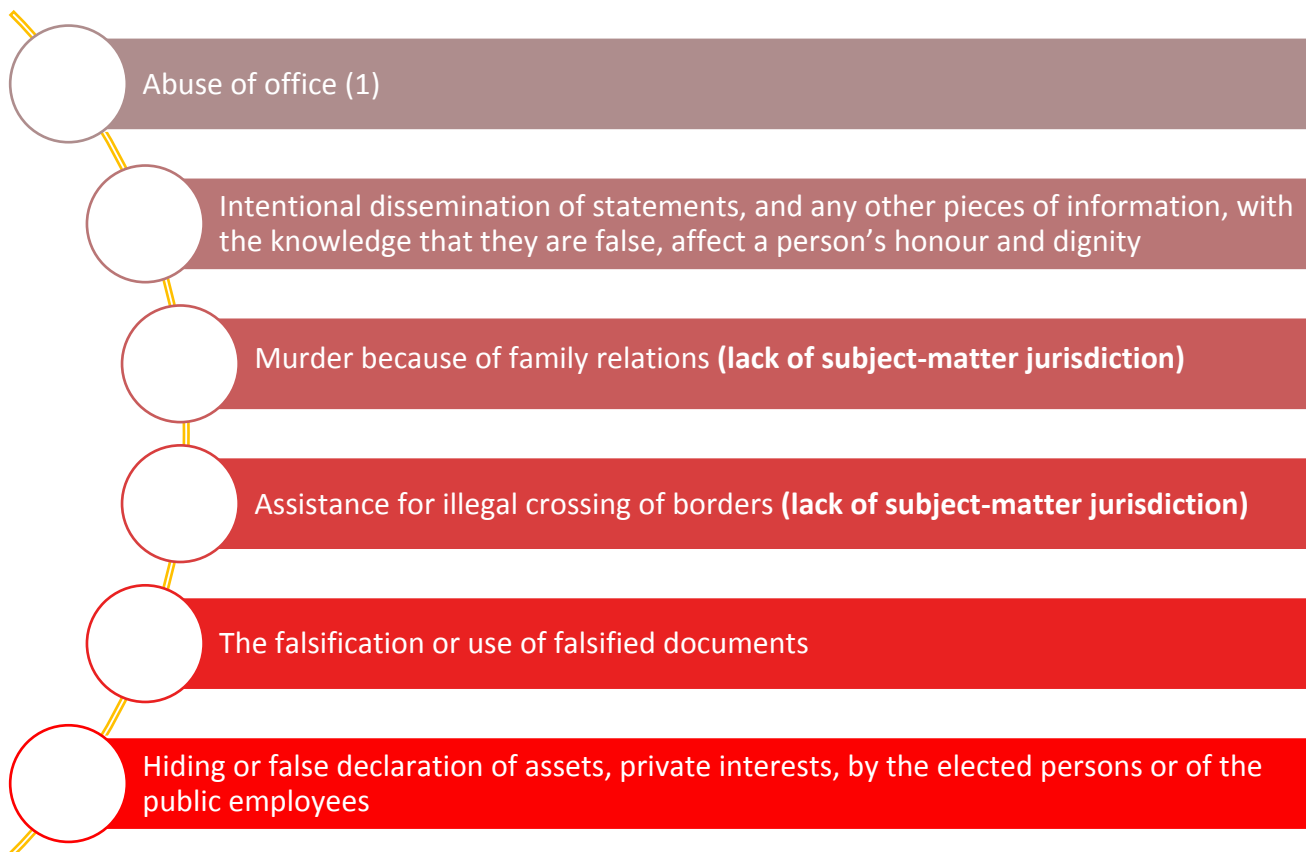 Abuse of office (1)
Intentional dissemination of statements, and any other pieces of information, with
the knowledge that they are false, affect a person’s honour and dignity
Murder because of family relations (lack of subject-matter jurisdiction)
Assistance for illegal crossing of borders (lack of subject-matter jurisdiction)
The falsification or use of falsified documents
Hiding or false declaration of assets, private interests, by the elected persons or of the
public employees